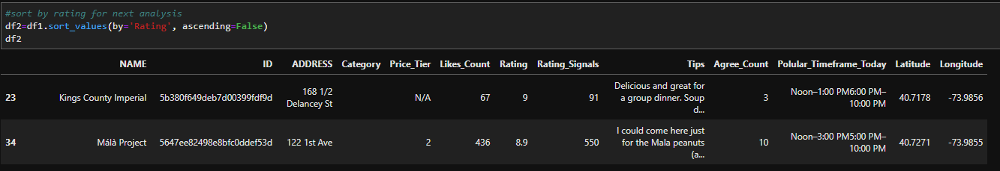 #sort by rating for next analysis
df2=df1.sort_values(by='Rating', ascending=False)
df2
NAME ID ADDRESS Category Price_Tier Likes_Count Rating Rating_Signals Tips Agree_Count Polular_Timeframe_Today Latitude Longitude
23 Kings County Imperial 5b380f649deb7d00399fdf9d 168 1/2 Delancey St N/A 67 9 91 Delicious and great for a group dinner. Soup d... 3 Noon–1:00 PM6:00 PM–10:00 PM 40.7178 -73.9856
34 Málà Project 5647ee82498e8bfc0ddef53d 122 1st Ave 2 436 8.9 550 I could come here just for the Mala peanuts (a... 10 Noon–3:00 PM5:00 PM–10:00 PM 40.7271 -73.9855